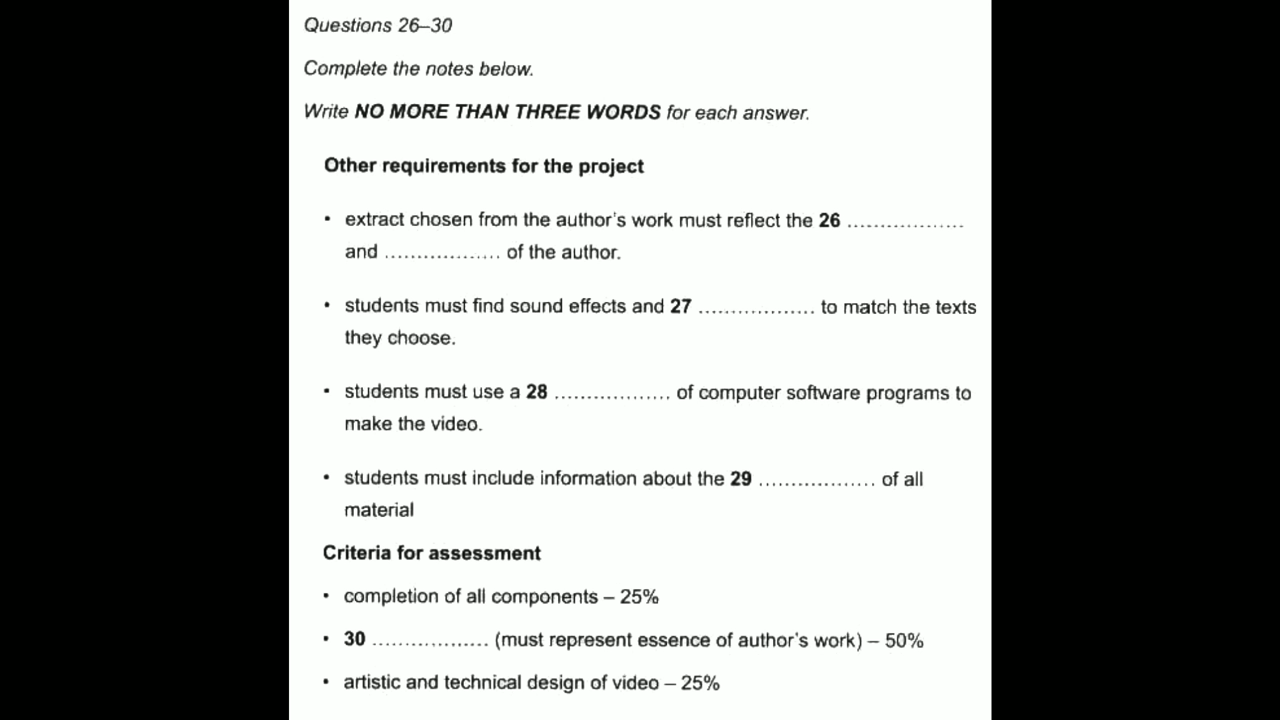 Questions 26–30
Complete the notes below.
Write NO MORE THAN THREE WORDS for each answer.
Other requirements for the project
• extract chosen from the author's work must reflect the 26 ..................
and .................. of the author.
• students must find sound effects and 27 .................. to match the texts
they choose.
• students must use a 28 .................. of computer software programs to
make the video.
• students must include information about the 29 .................. of all
material
Criteria for assessment
• completion of all components – 25%
• 30 .................. (must represent essence of author's work) – 50%
• artistic and technical design of video – 25%